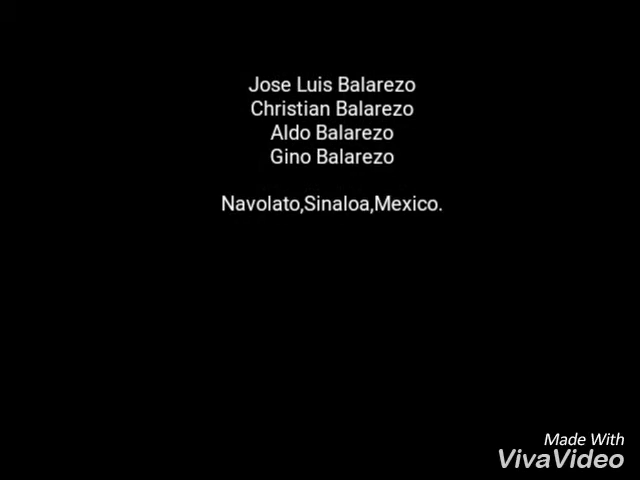 Jose Luis Balarezo
Christian Balarezo
Aldo Balarezo
Gino Balarezo
Navolato,Sinaloa,Mexico.
Made With
VivaVideo